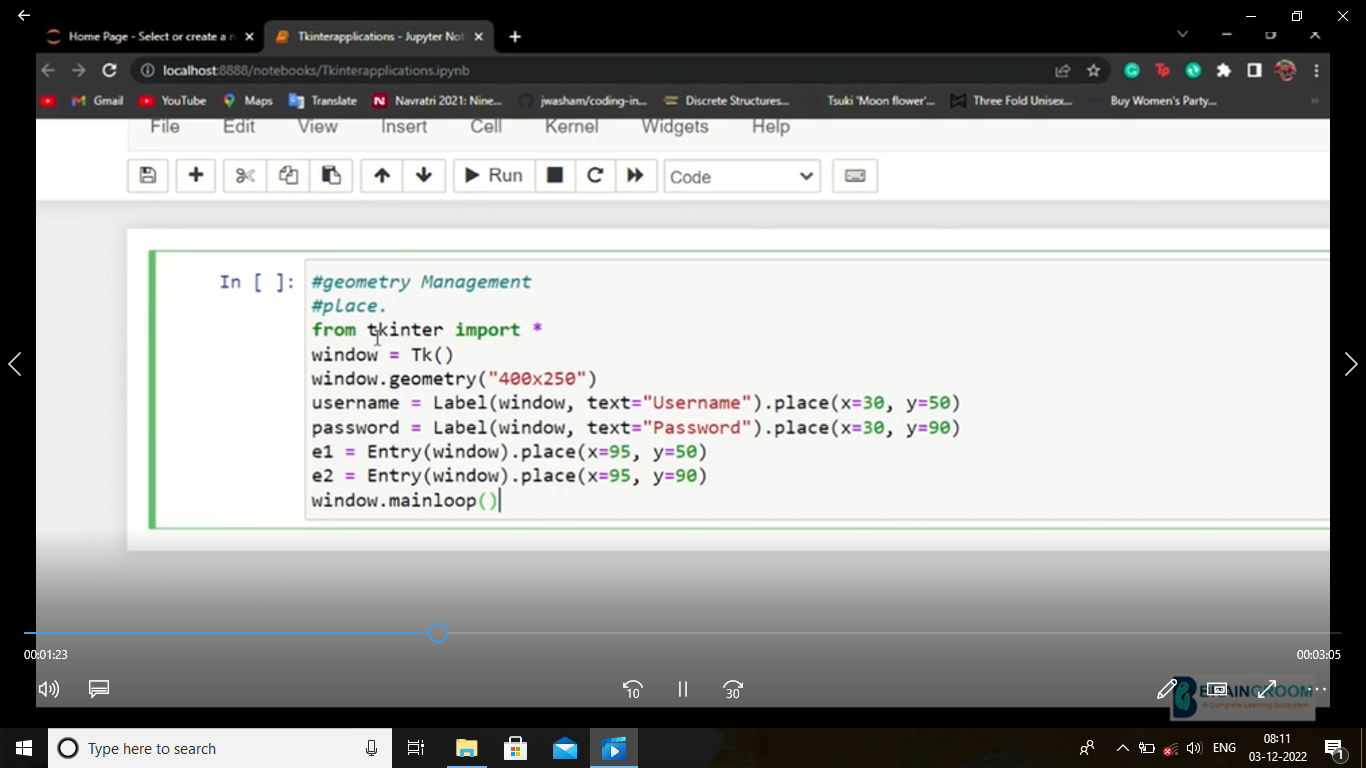 Home Page - Select or create a n
Tkinterapplications - Jupyter Not
localhost:8888/notebooks/Tkinterapplications.ipynb
Gmail
YouTube
Maps
Translate
Navratri 2021: Nine...
jwasham/coding-in...
Discrete Structures...
Tsuki 'Moon flower'...
Three Fold Unisex...
Buy Women's Party...
File Edit View Insert Cell Kernel Widgets Help
Run
Code
In [ ]:
#geometry Management
#place.
from tkinter import *
window = Tk()
window.geometry("400x250")
username = Label(window, text="Username").place(x=30, y=50)
password = Label(window, text="Password").place(x=30, y=90)
e1 = Entry(window).place(x=95, y=50)
e2 = Entry(window).place(x=95, y=90)
window.mainloop()
00:01:23
00:03:05
10
30
BRAINGROOM
A Complete Learning Ecosystem
Type here to search
ENG
08:11
03-12-2022
1